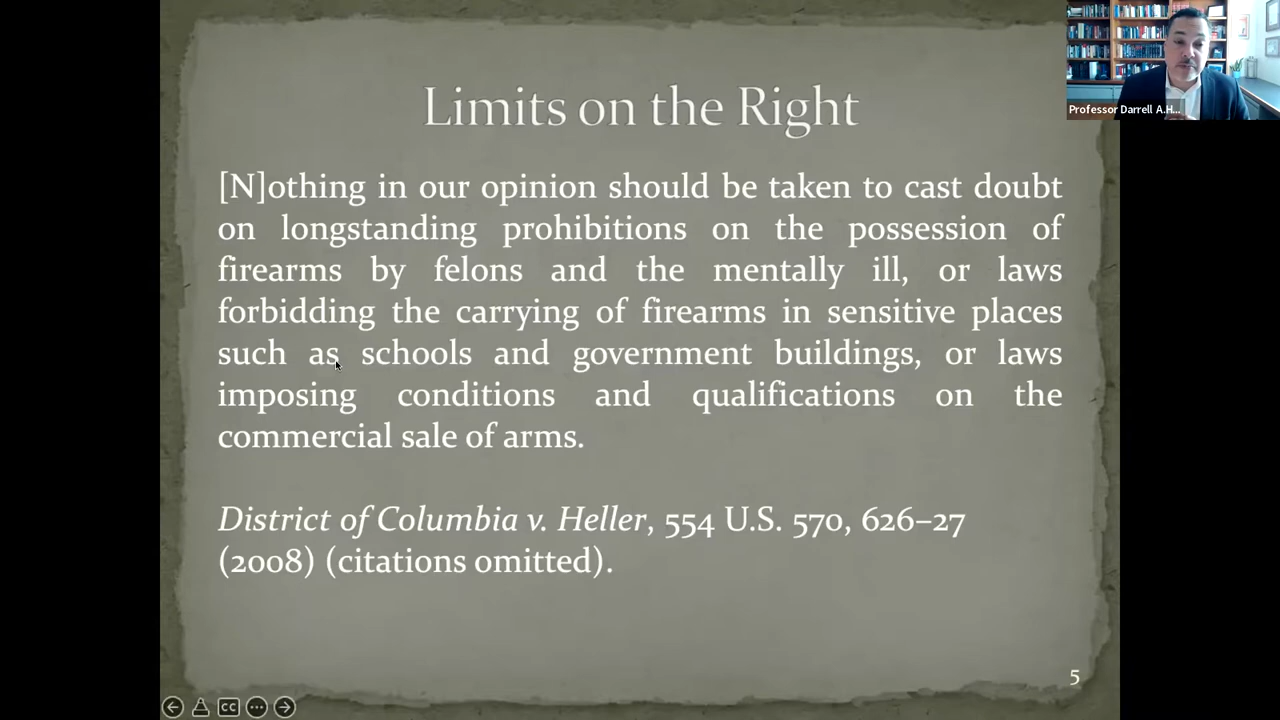 Professor Darrell A.H...
Limits on the Right
[N]othing in our opinion should be taken to cast doubt
on longstanding prohibitions on the possession of
firearms by felons and the mentally ill, or laws
forbidding the carrying of firearms in sensitive places
such as schools and government buildings, or laws
imposing conditions and qualifications on the
commercial sale of arms.
District of Columbia v. Heller, 554 U.S. 570, 626–27
(2008) (citations omitted).
5
CC